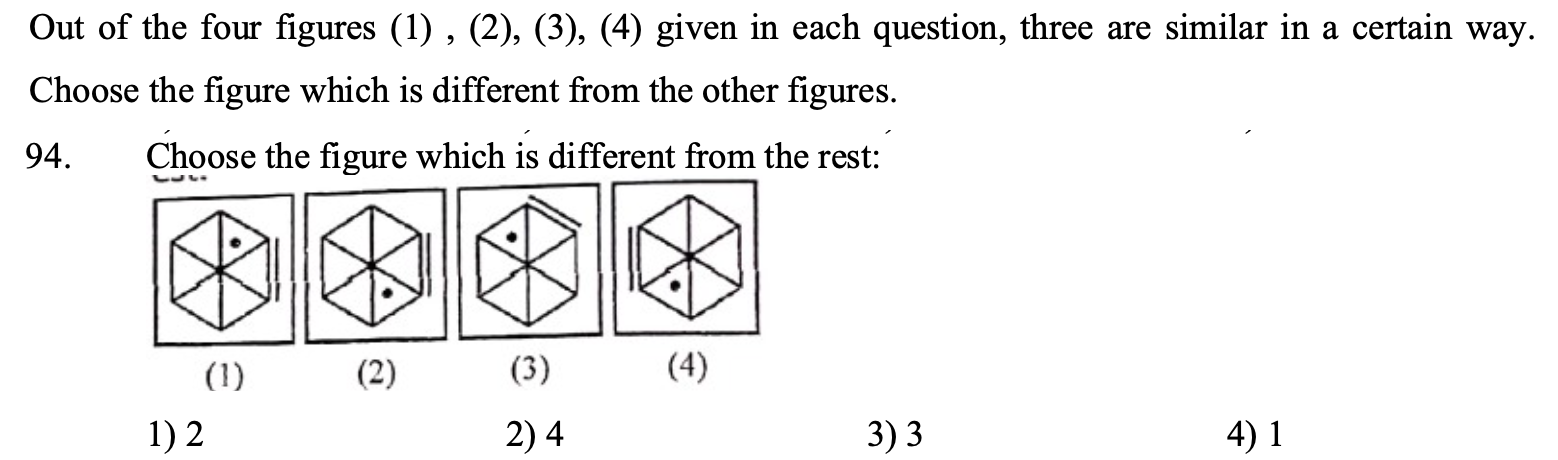 Out of the four figures (1) , (2), (3), (4) given in each question, three are similar in a certain way.
Choose the figure which is different from the other figures.
94. Choose the figure which is different from the rest:
(1) (2) (3) (4)
1) 2 2) 4 3) 3 4) 1